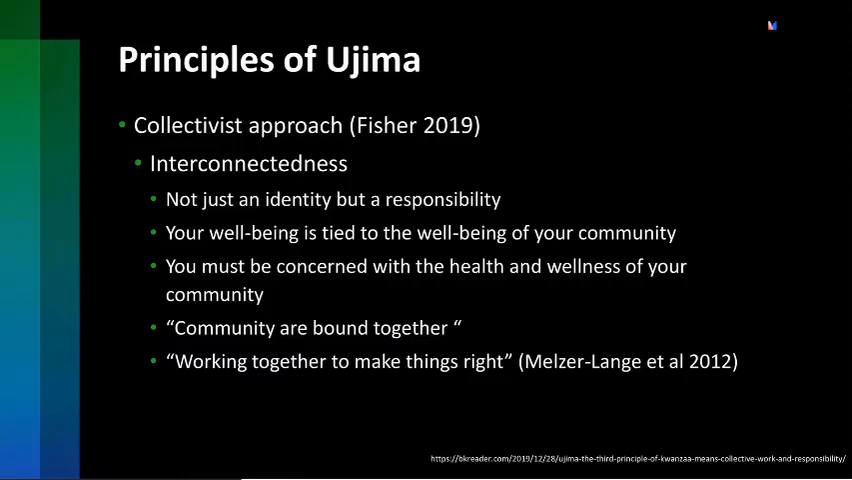 Principles of Ujima
• Collectivist approach (Fisher 2019)
• Interconnectedness
• Not just an identity but a responsibility
• Your well-being is tied to the well-being of your community
• You must be concerned with the health and wellness of your
community
• “Community are bound together “
• “Working together to make things right” (Melzer-Lange et al 2012)
https://bkreader.com/2019/12/28/ujima-the-third-principle-of-kwanzaa-means-collective-work-and-responsibility/